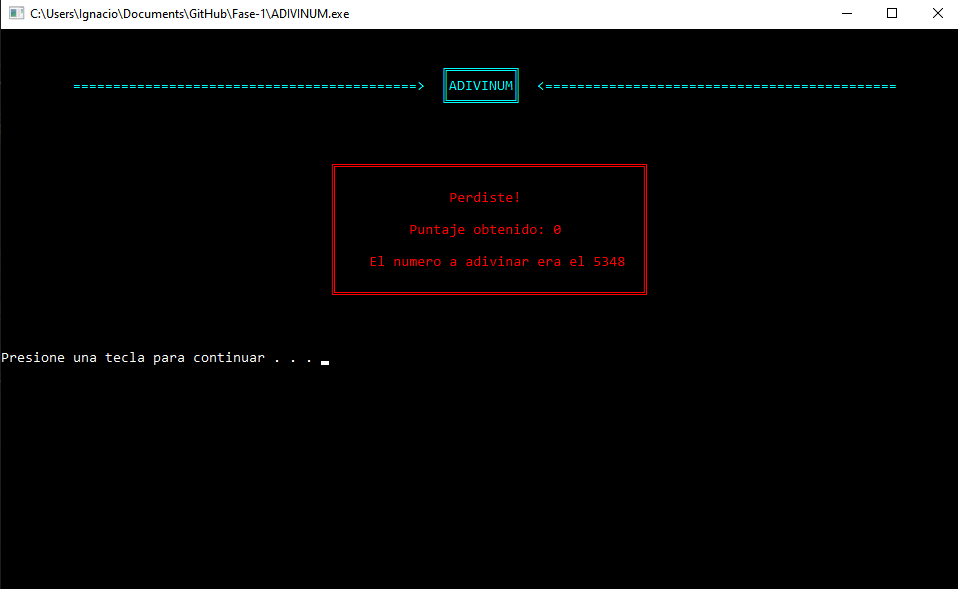 C:\Users\Ignacio\Documents\GitHub\Fase-1\ADIVINUM.exe
===========================================> ADIVINUM <============================================
Perdiste!
Puntaje obtenido: 0
El numero a adivinar era el 5348
Presione una tecla para continuar . . .